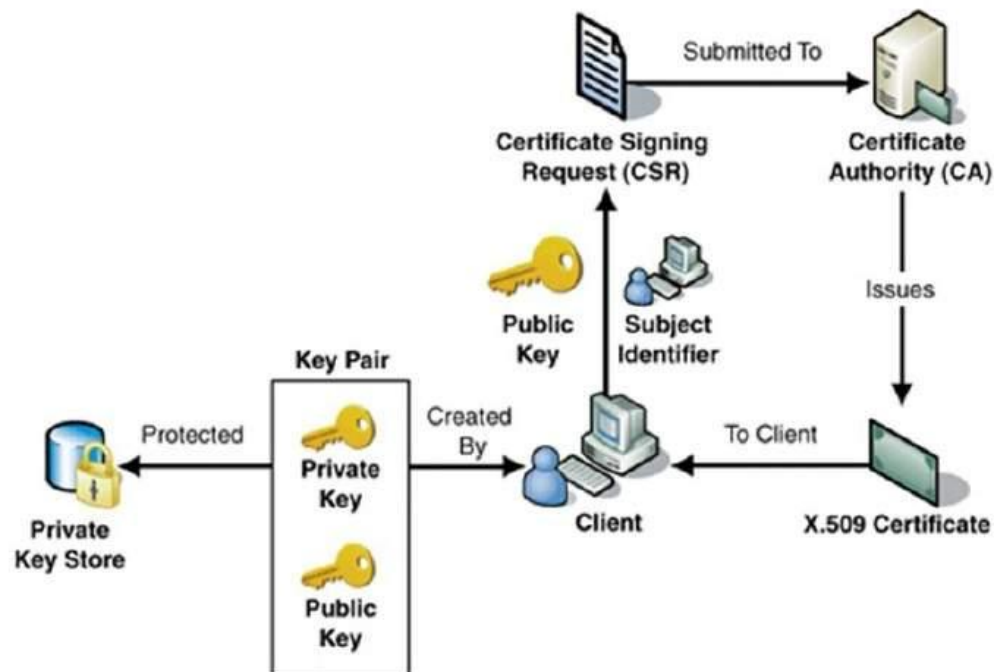 Submitted To
Certificate Signing
Request (CSR)
Certificate
Authority (CA)
Issues
Public
Key
Subject
Identifier
Key Pair
Protected
Private
Key
Created
By
To Client
Private
Key Store
Client
X.509 Certificate
Public
Key